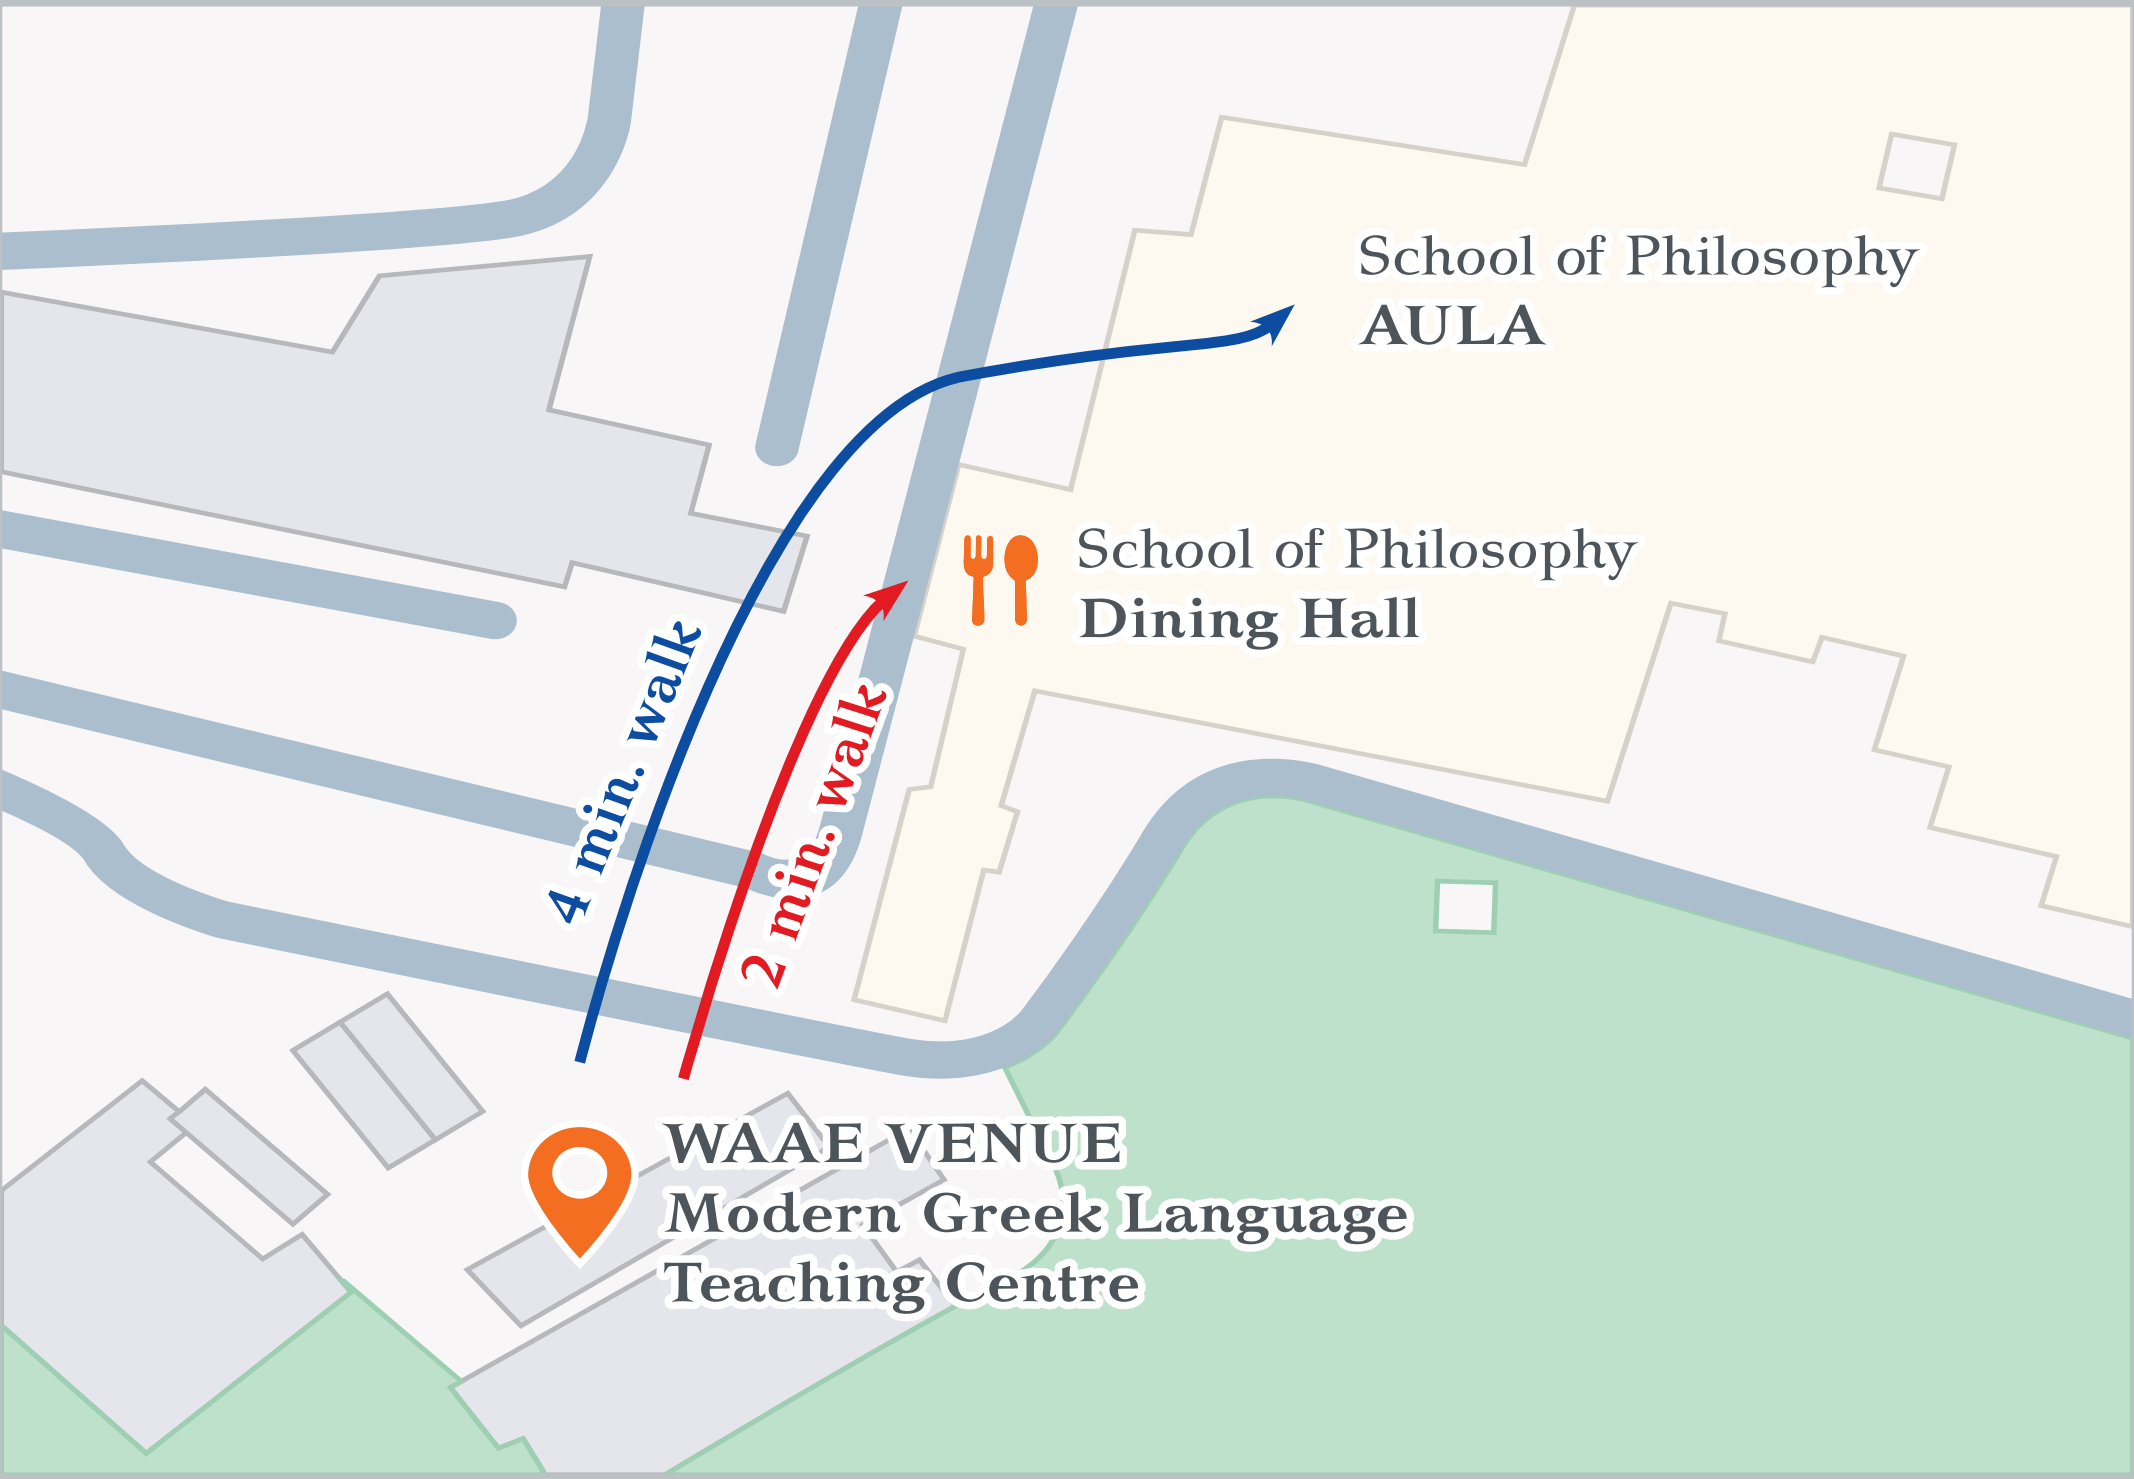 School of Philosophy
AULA
School of Philosophy
Dining Hall
4 min. walk
2 min. walk
WAAE VENUE
Modern Greek Language
Teaching Centre